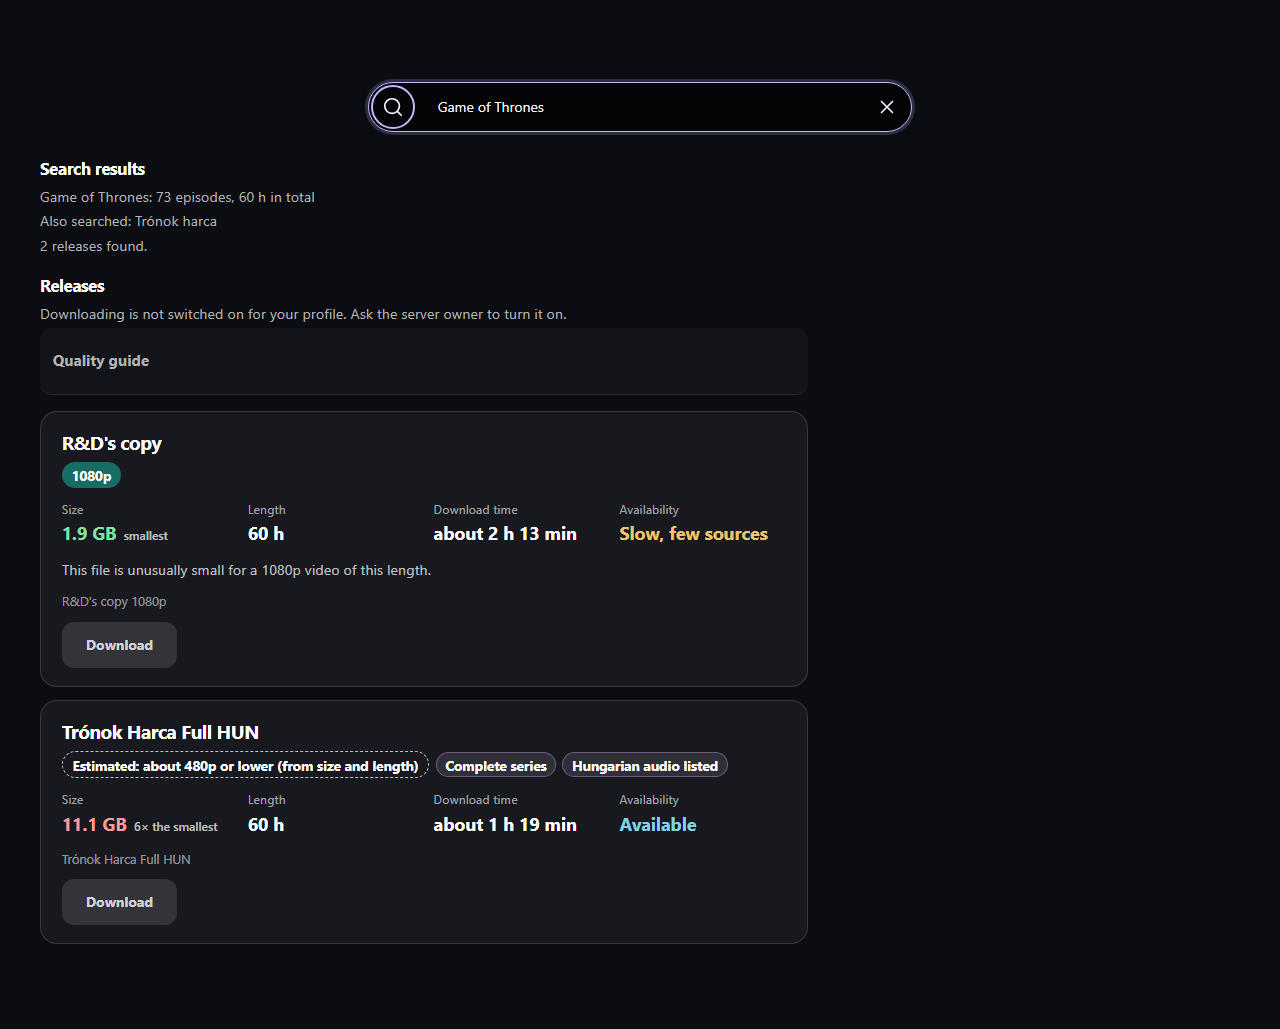 Game of Thrones
Search results
Game of Thrones: 73 episodes, 60 h in total
Also searched: Trónok harca
2 releases found.
Releases
Downloading is not switched on for your profile. Ask the server owner to turn it on.
Quality guide
R&D's copy
1080p
Size Length Download time Availability
1.9 GB smallest 60 h about 2 h 13 min Slow, few sources
This file is unusually small for a 1080p video of this length.
R&D's copy 1080p
Download
Trónok Harca Full HUN
Estimated: about 480p or lower (from size and length) Complete series Hungarian audio listed
Size Length Download time Availability
11.1 GB 6× the smallest 60 h about 1 h 19 min Available
Trónok Harca Full HUN
Download